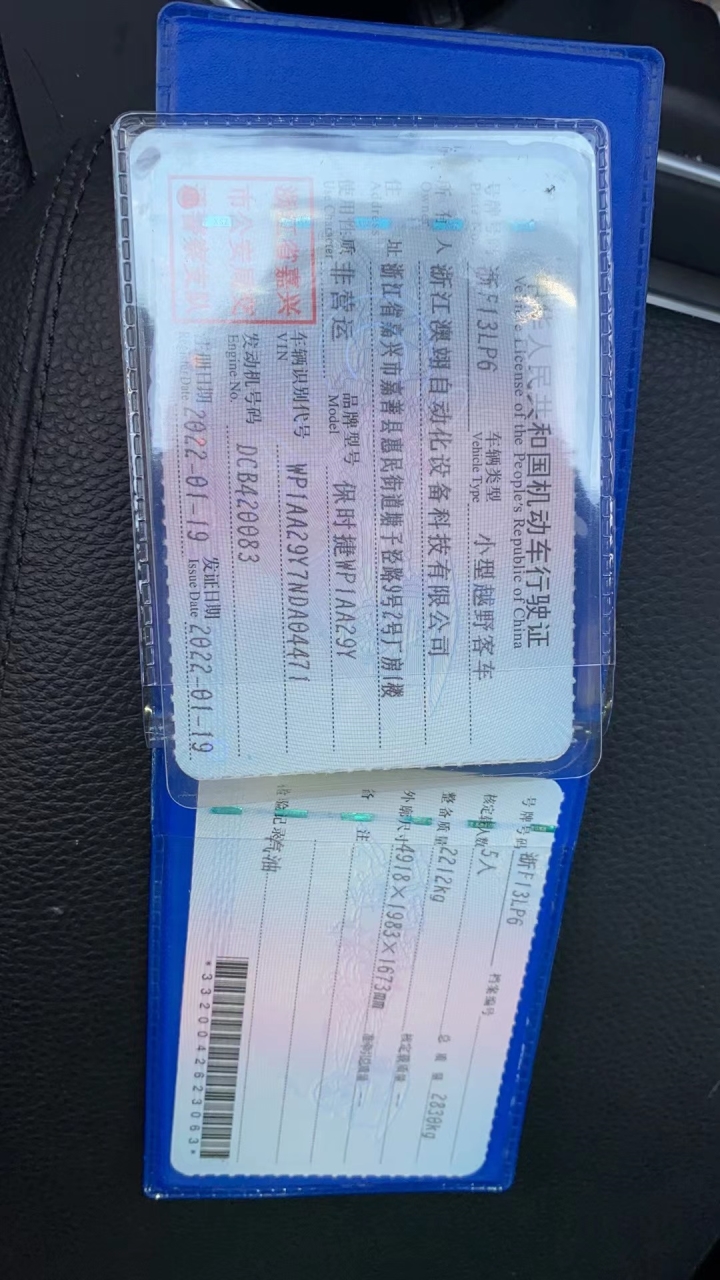 中华人民共和国机动车行驶证
Vehicle License of the People's Republic of China
号牌号码 浙F13LP6 车辆类型 小型越野客车
Vehicle Type
所有人 浙江澳翊自动化设备科技有限公司
Owner
住址 浙江省嘉兴市嘉善县惠民街道塘子泾路9号2号厂房1楼
使用性质 非营运 品牌型号 保时捷WP1AA29Y
Use Character Model
浙江省嘉兴
市公安局交
通警察支队
车辆识别代号 WP1AA29Y7NDA04471
VIN
发动机号码 DCB420083
Engine No.
注册日期 2022-01-19 发证日期 2022-01-19
Issue Date
号牌号码 浙F13LP6 档案编号
核定载人数 5人 总质量 2830kg
整备质量 2212kg 核定载质量 --
外廓尺寸 4918×1983×1673mm 准牵引总质量 --
备注
检验记录 汽油
*3320042623063*